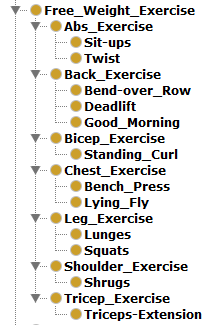 Free_Weight_Exercise
Abs_Exercise
Sit-ups
Twist
Back_Exercise
Bend-over_Row
Deadlift
Good_Morning
Bicep_Exercise
Standing_Curl
Chest_Exercise
Bench_Press
Lying_Fly
Leg_Exercise
Lunges
Squats
Shoulder_Exercise
Shrugs
Tricep_Exercise
Triceps-Extension